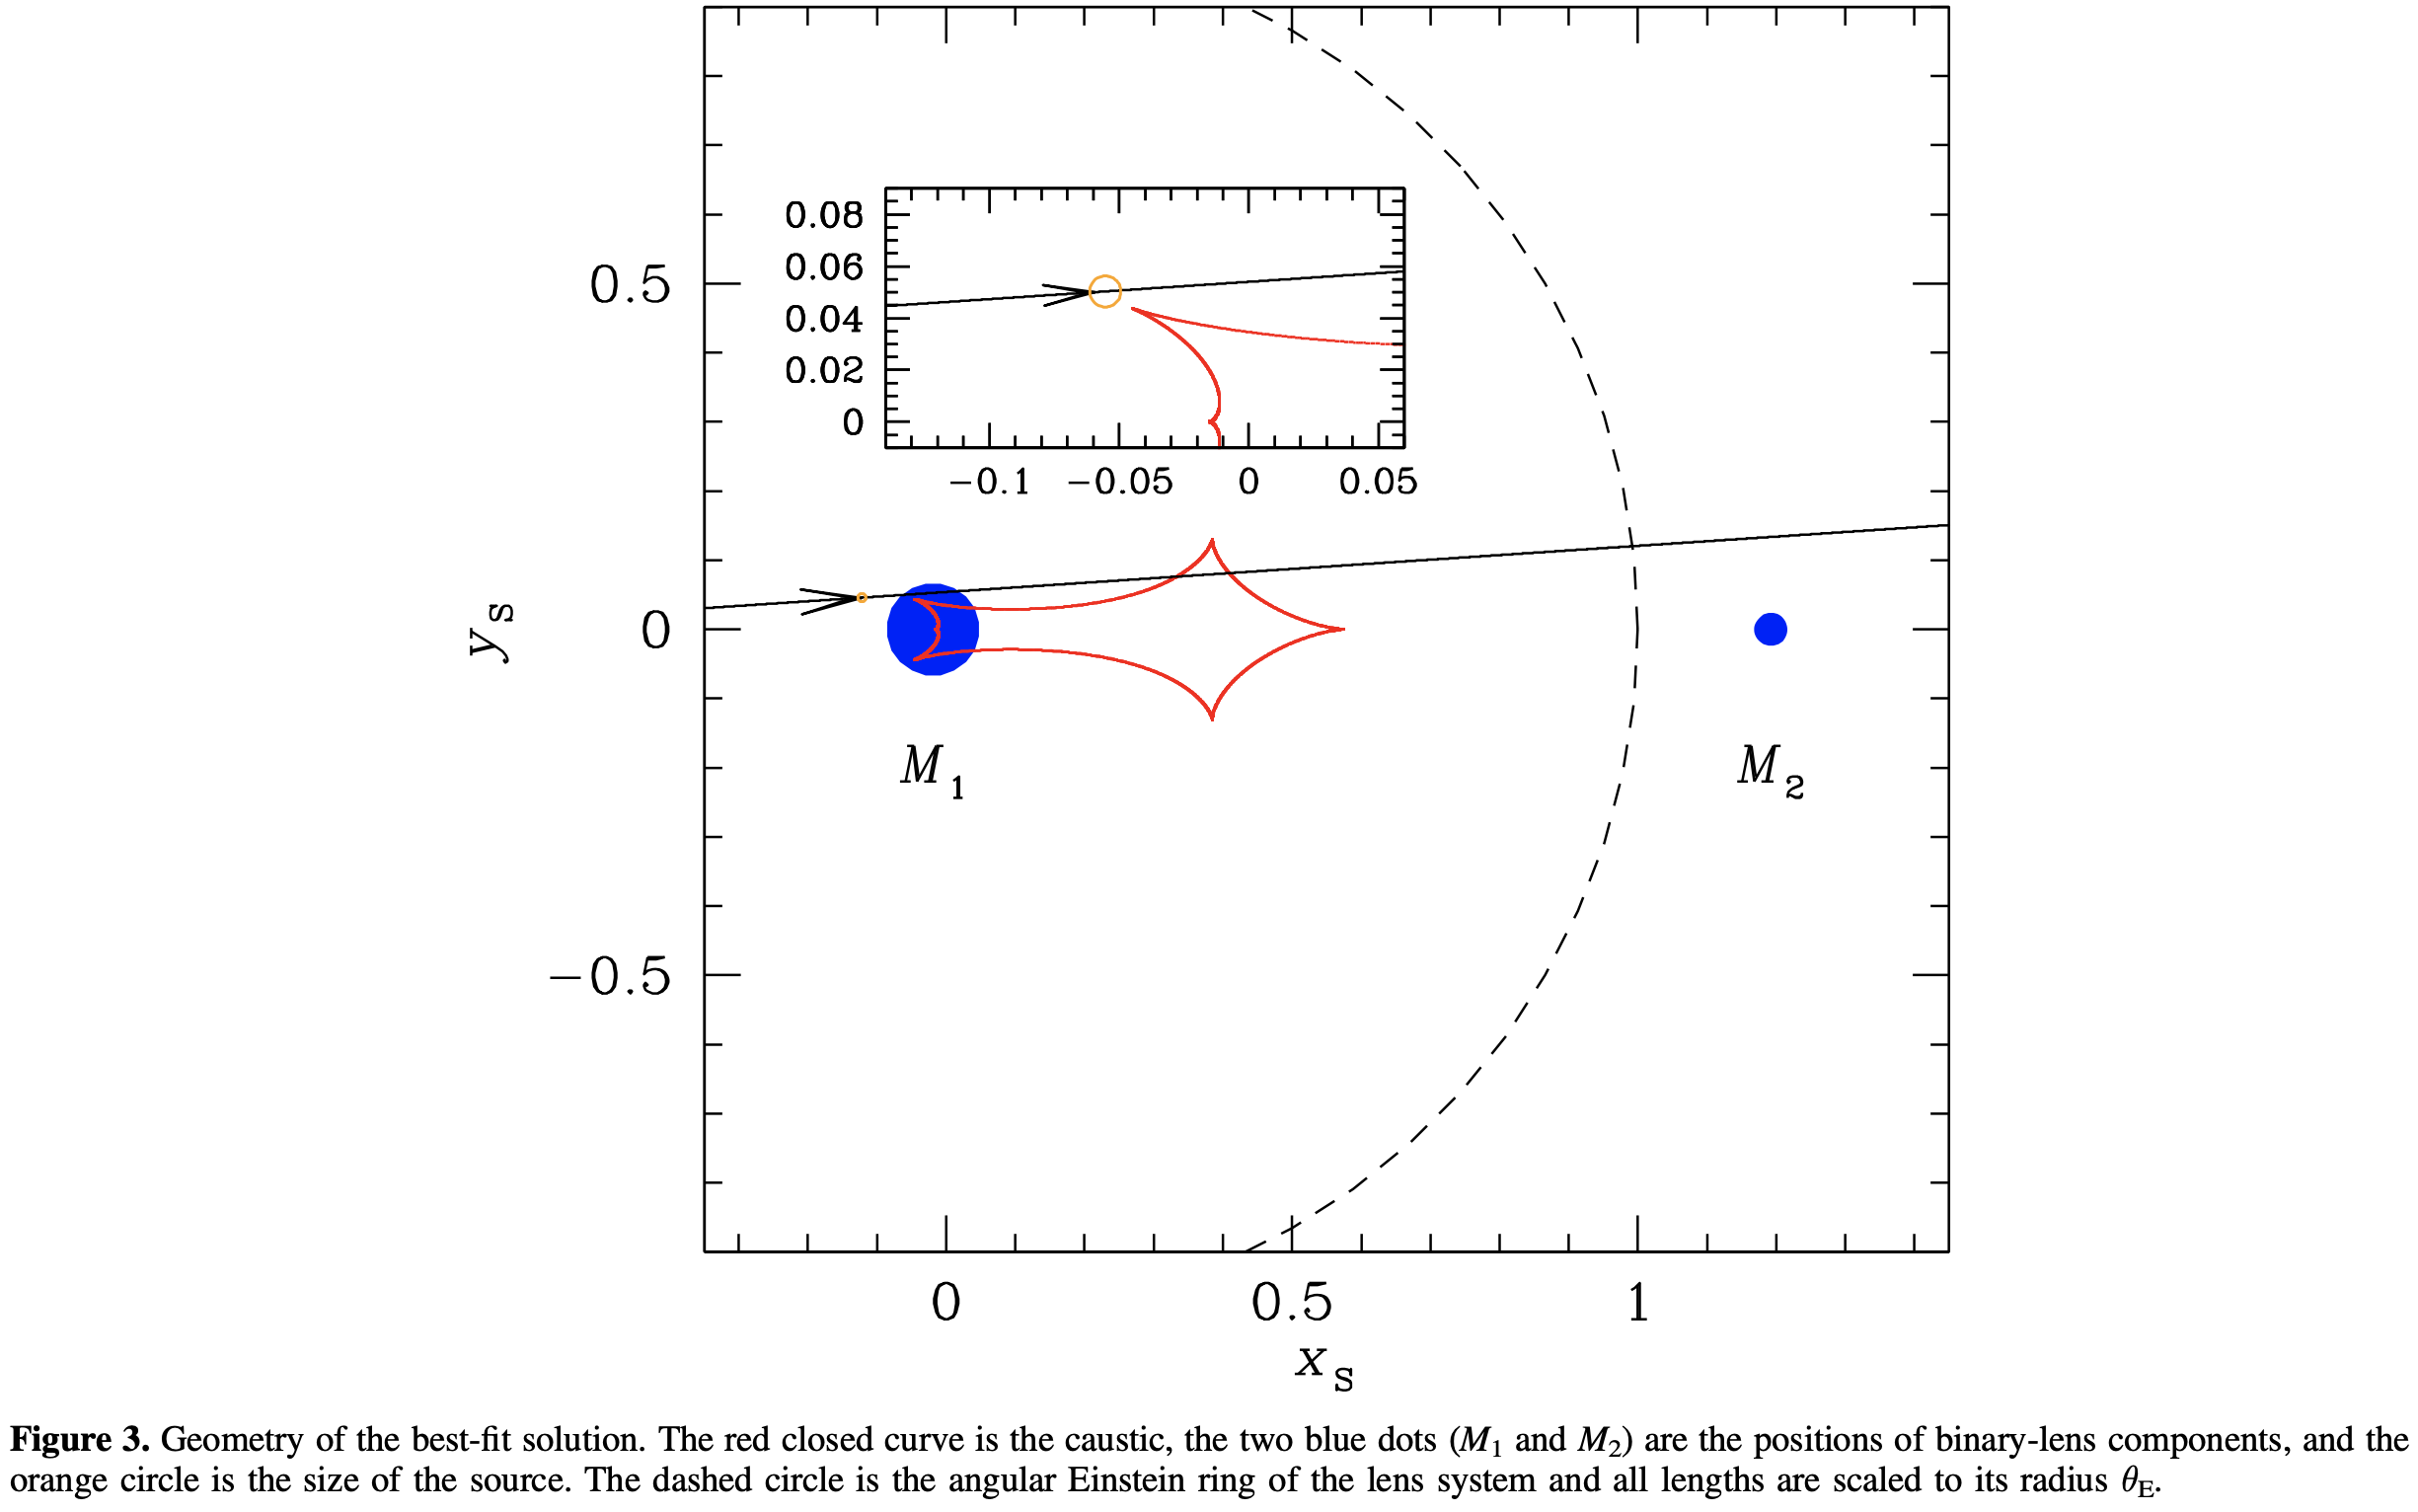 0.08
0.06
0.04
0.02
0
−0.1 −0.05 0 0.05
0.5
0
−0.5
y_s
M_1 M_2
0 0.5 1
x_s
Figure 3. Geometry of the best-fit solution. The red closed curve is the caustic, the two blue dots (M_1 and M_2) are the positions of binary-lens components, and the
orange circle is the size of the source. The dashed circle is the angular Einstein ring of the lens system and all lengths are scaled to its radius θ_E.